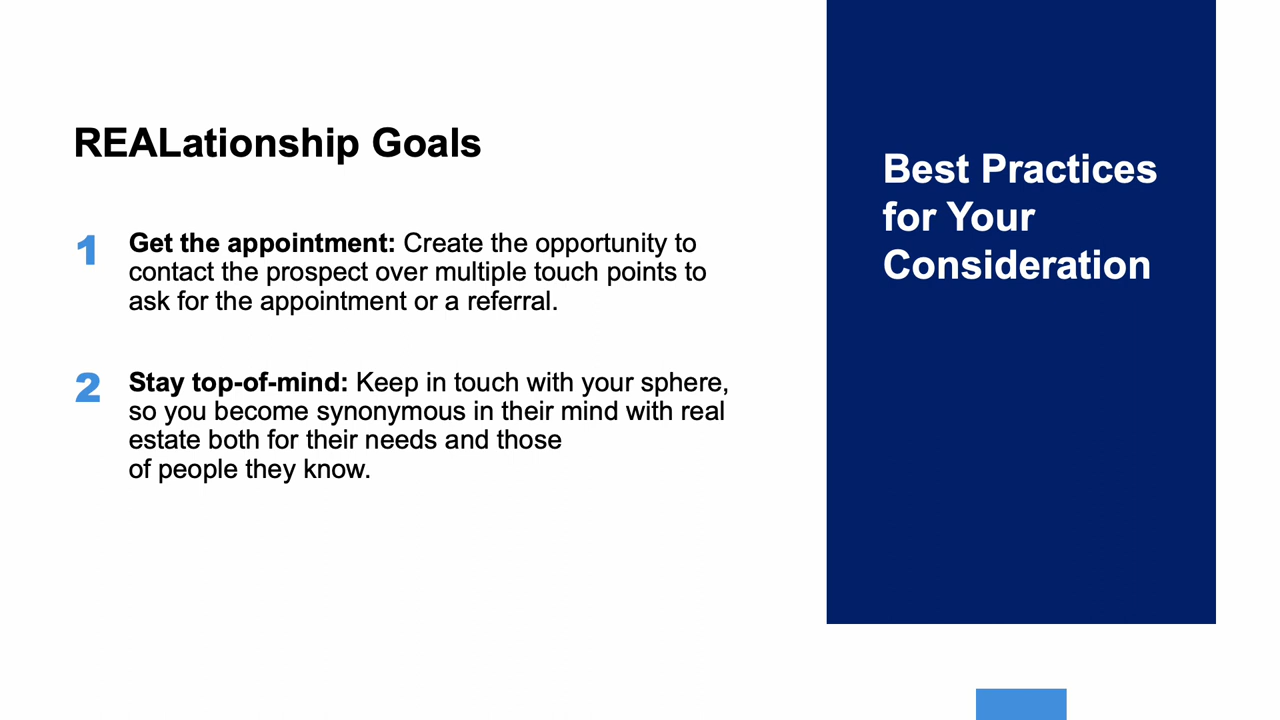 REALationship Goals
1
Get the appointment: Create the opportunity to
contact the prospect over multiple touch points to
ask for the appointment or a referral.
2
Stay top-of-mind: Keep in touch with your sphere,
so you become synonymous in their mind with real
estate both for their needs and those
of people they know.
Best Practices
for Your
Consideration